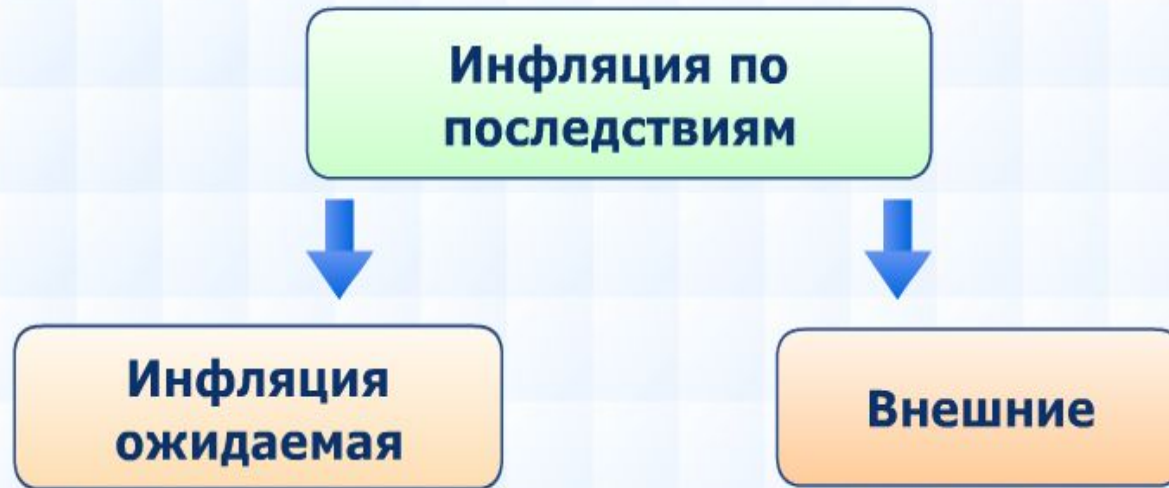 Инфляция по
последствиям
Инфляция
ожидаемая
Внешние